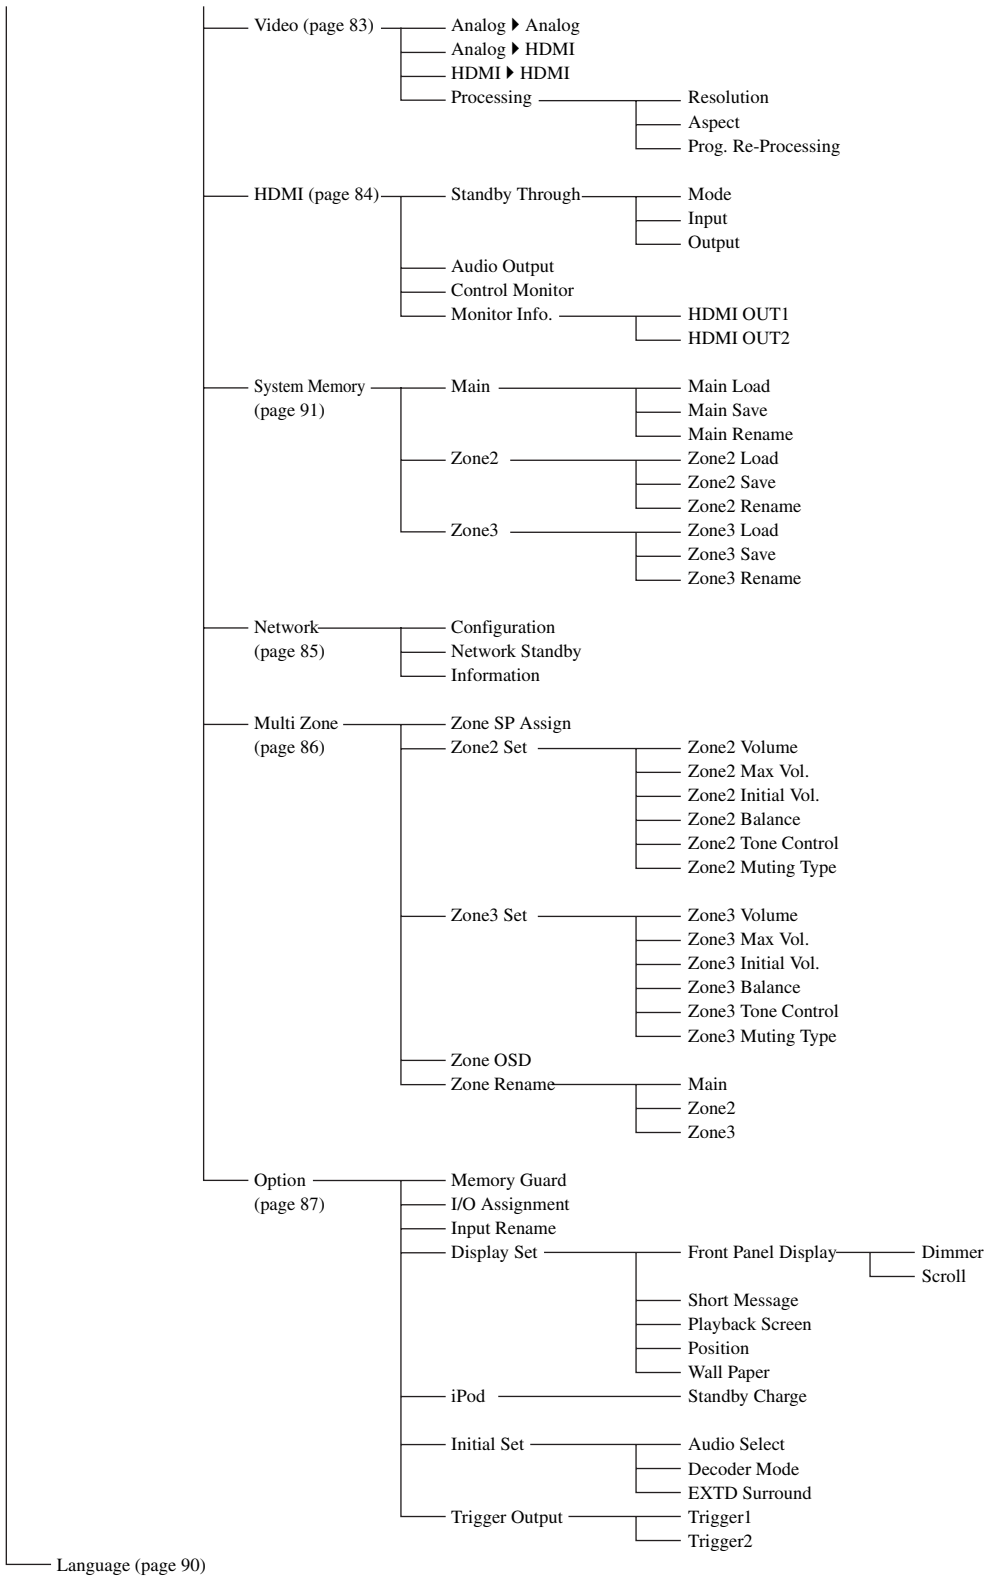 Video (page 83) Analog ▶ Analog
Analog ▶ HDMI
HDMI ▶ HDMI
Processing Resolution
Aspect
Prog. Re-Processing
HDMI (page 84) Standby Through Mode
Input
Output
Audio Output
Control Monitor
Monitor Info. HDMI OUT1
HDMI OUT2
System Memory Main Main Load
(page 91) Main Save
Main Rename
Zone2 Zone2 Load
Zone2 Save
Zone2 Rename
Zone3 Zone3 Load
Zone3 Save
Zone3 Rename
Network Configuration
(page 85) Network Standby
Information
Multi Zone Zone SP Assign
(page 86) Zone2 Set Zone2 Volume
Zone2 Max Vol.
Zone2 Initial Vol.
Zone2 Balance
Zone2 Tone Control
Zone2 Muting Type
Zone3 Set Zone3 Volume
Zone3 Max Vol.
Zone3 Initial Vol.
Zone3 Balance
Zone3 Tone Control
Zone3 Muting Type
Zone OSD
Zone Rename Main
Zone2
Zone3
Option Memory Guard
(page 87) I/O Assignment
Input Rename
Display Set Front Panel Display Dimmer
Scroll
Short Message
Playback Screen
Position
Wall Paper
iPod Standby Charge
Initial Set Audio Select
Decoder Mode
EXTD Surround
Trigger Output Trigger1
Trigger2
Language (page 90)